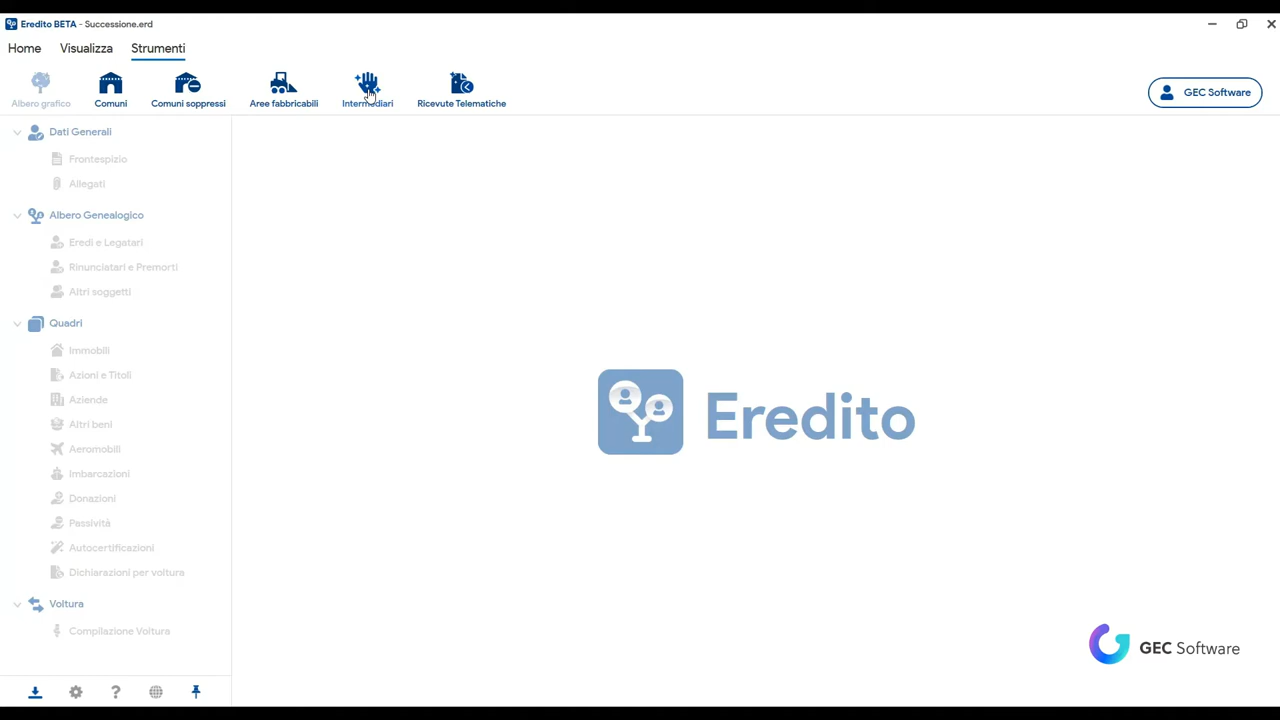 Eredito BETA - Successione.erd
Home Visualizza Strumenti
Albero grafico Comuni Comuni soppressi Aree fabbricabili Intermediari Ricevute Telematiche
GEC Software
Dati Generali
Frontespizio
Allegati
Albero Genealogico
Eredi e Legatari
Rinunciatari e Premorti
Altri soggetti
Quadri
Immobili
Azioni e Titoli
Aziende
Altri beni
Aeromobili
Imbarcazioni
Donazioni
Passività
Autocertificazioni
Dichiarazioni per voltura
Voltura
Compilazione Voltura
Eredito
GEC Software